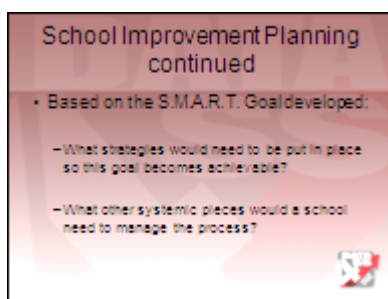 School Improvement Planning
continued
• Based on the S.M.A.R.T. Goal developed:
– What strategies would need to be put in place
so this goal becomes achievable?
– What other systemic pieces would a school
need to manage the process?